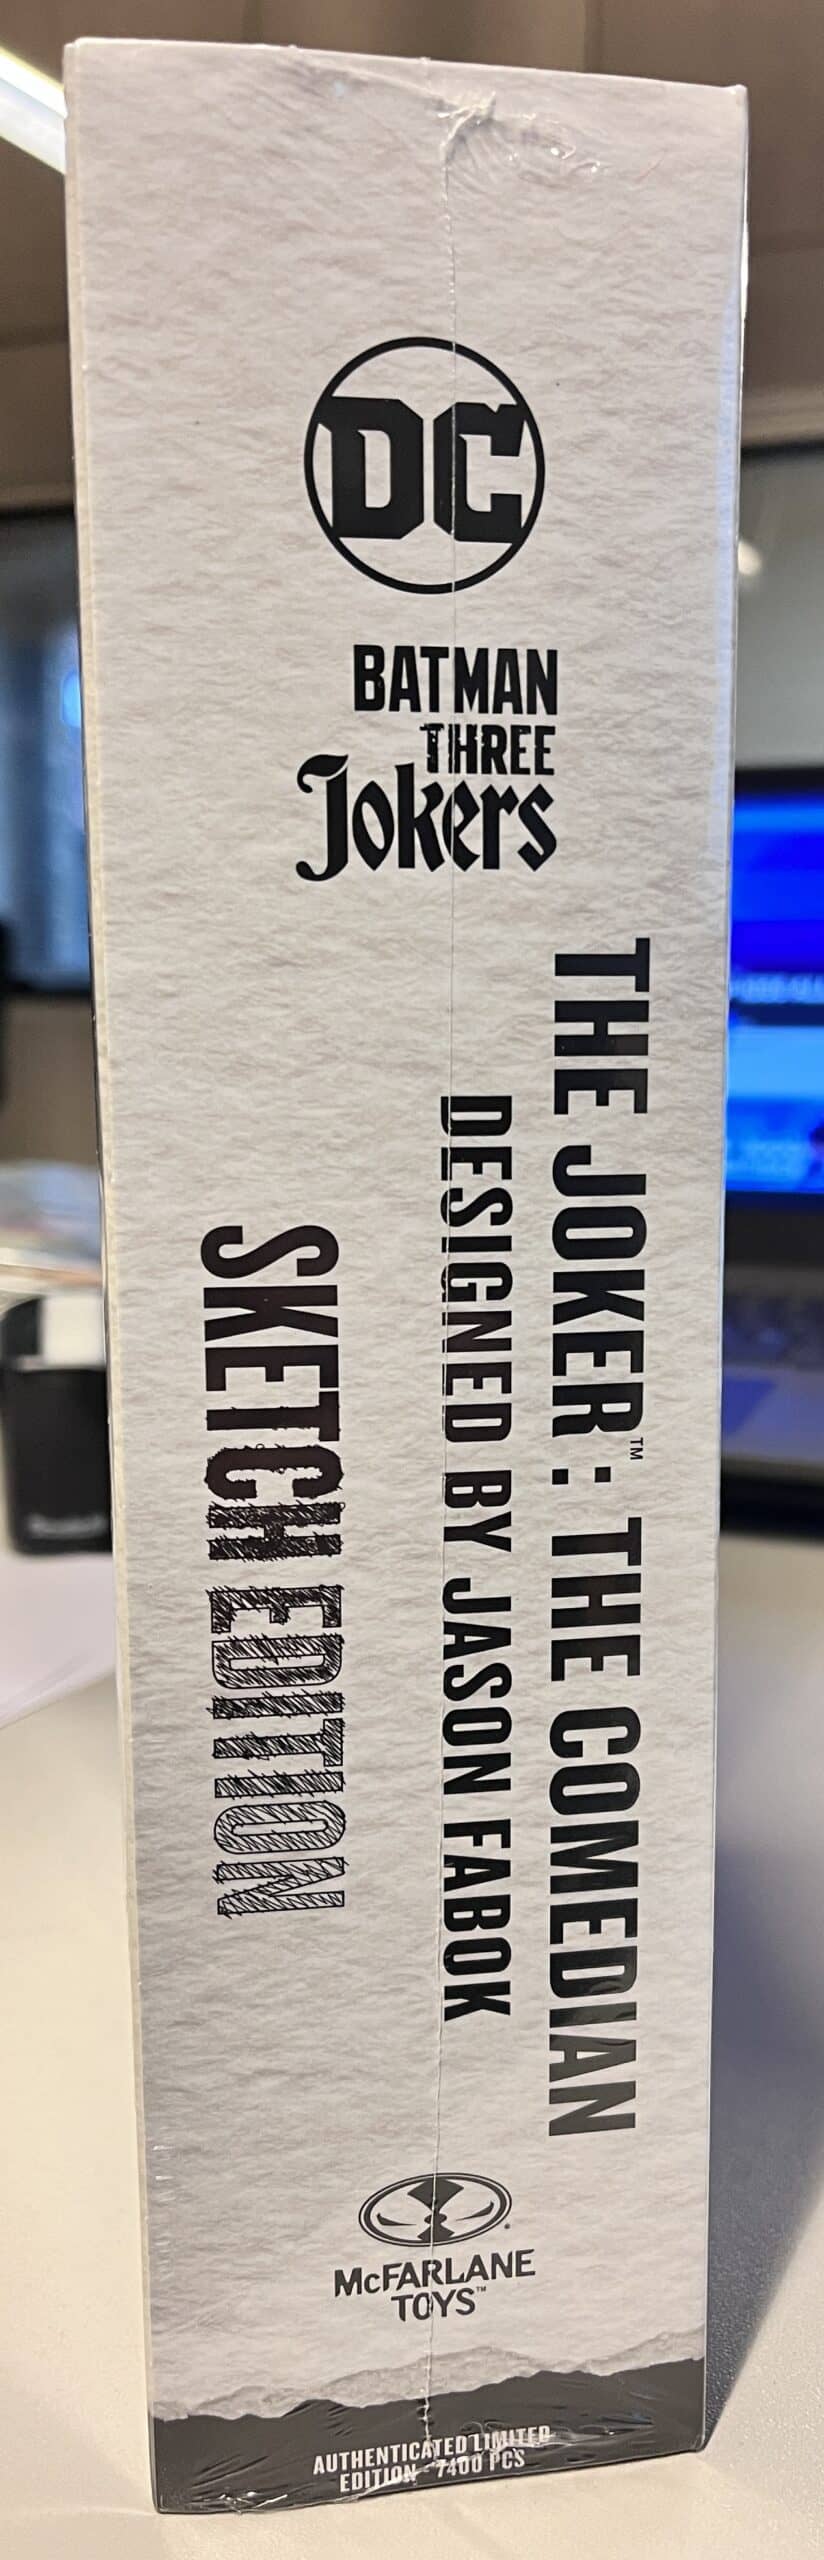 DC
BATMAN
THREE
Jokers
THE JOKER™: THE COMEDIAN
DESIGNED BY JASON FABOK
SKETCH EDITION
McFARLANE
TOYS™
AUTHENTICATED LIMITED
EDITION - 7400 PCS